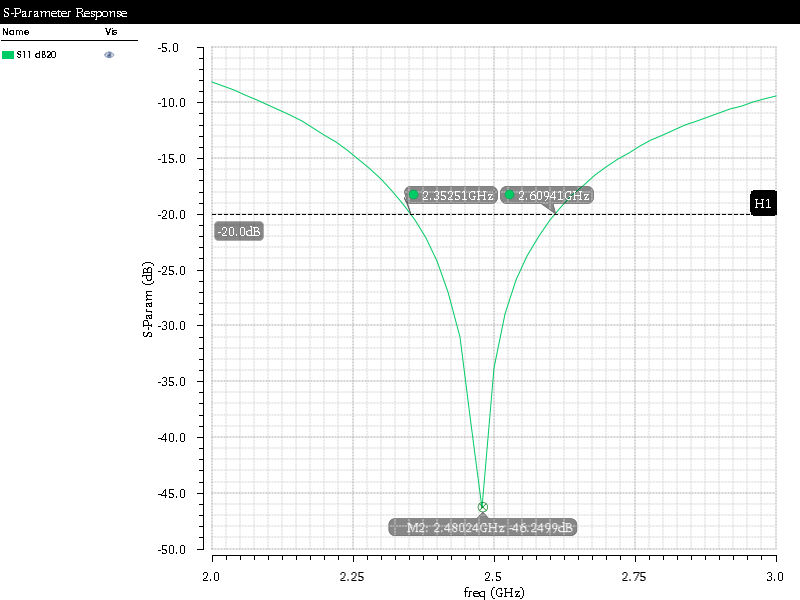 S-Parameter Response
Name Vis
S11 dB20
-5.0
-10.0
-15.0
2.35251GHz 2.60941GHz
H1
-20.0
-20.0dB
-25.0
S-Param (dB)
-30.0
-35.0
-40.0
-45.0
M2: 2.48024GHz -46.2499dB
-50.0
2.0 2.25 2.5 2.75 3.0
freq (GHz)